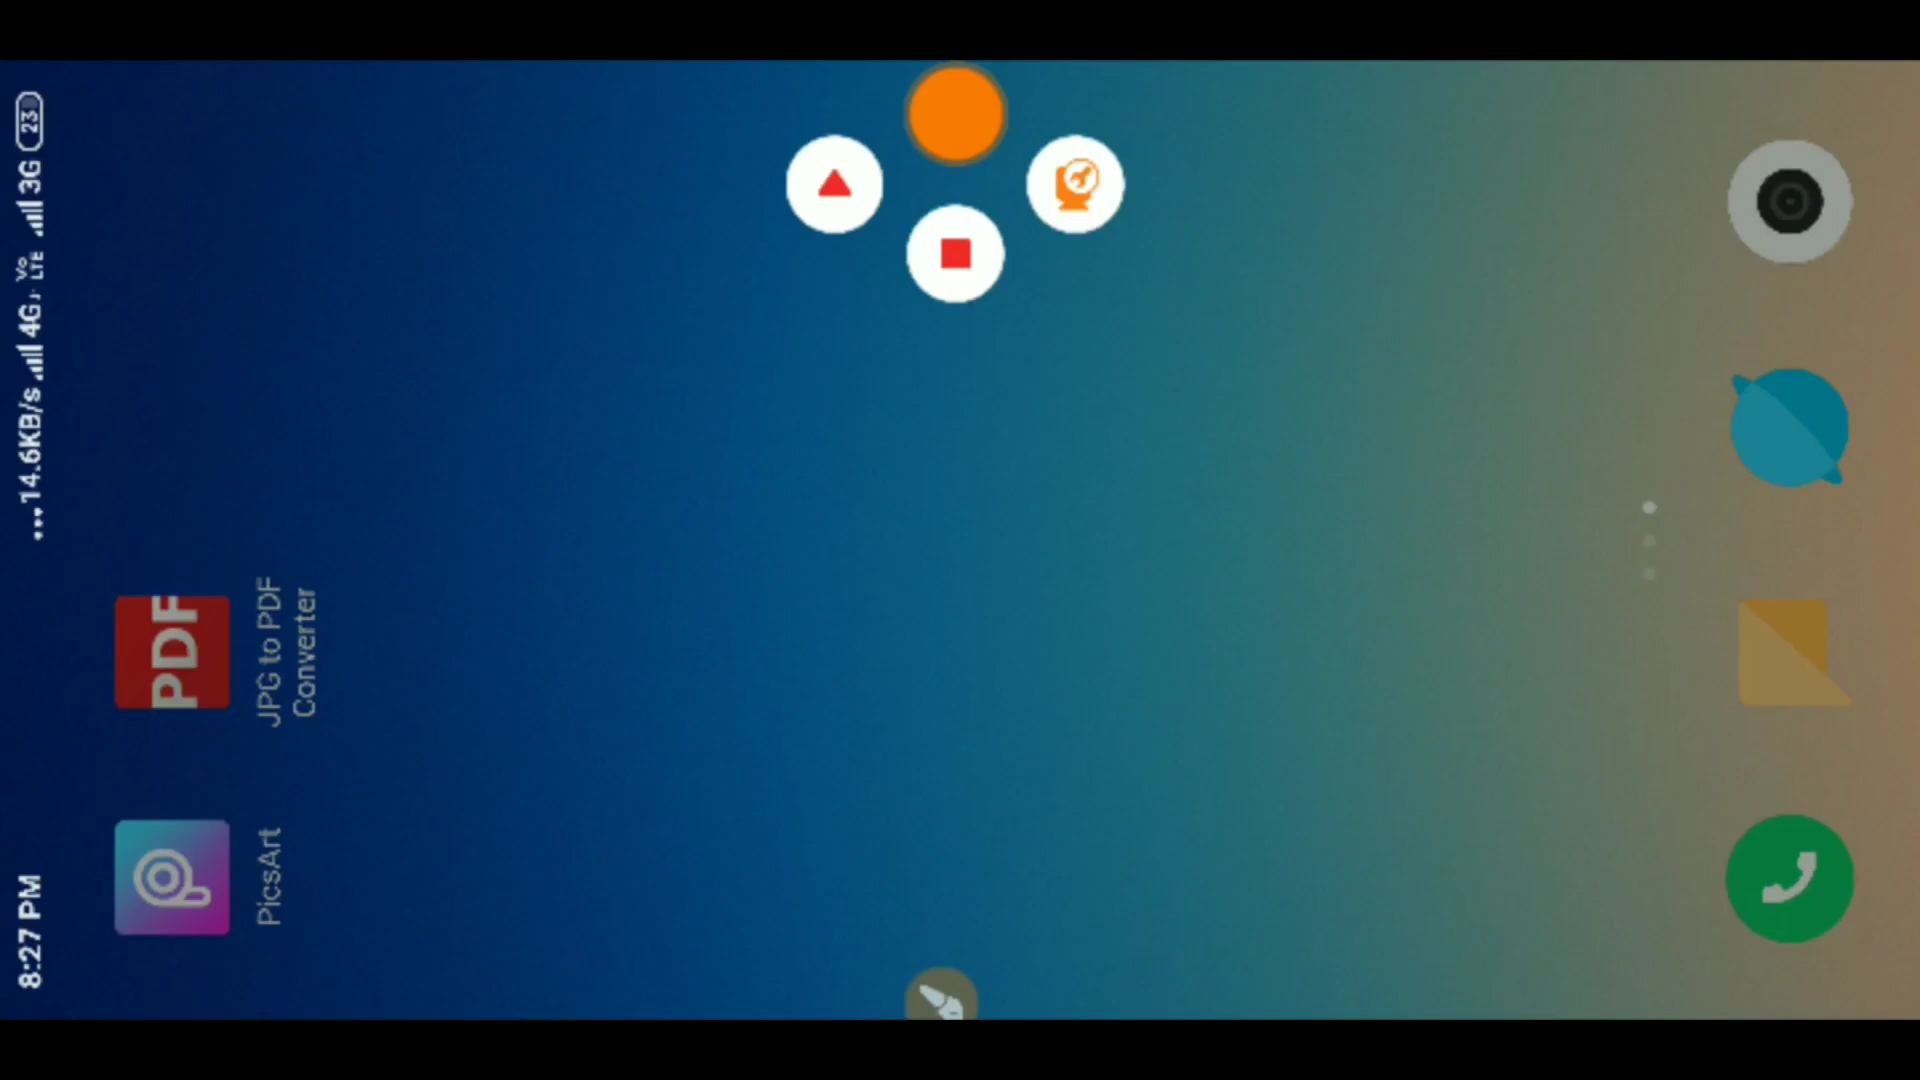 8:27 PM
...14.6KB/s 4G Vo LTE 3G 23
PicsArt
PDF
JPG to PDF
Converter